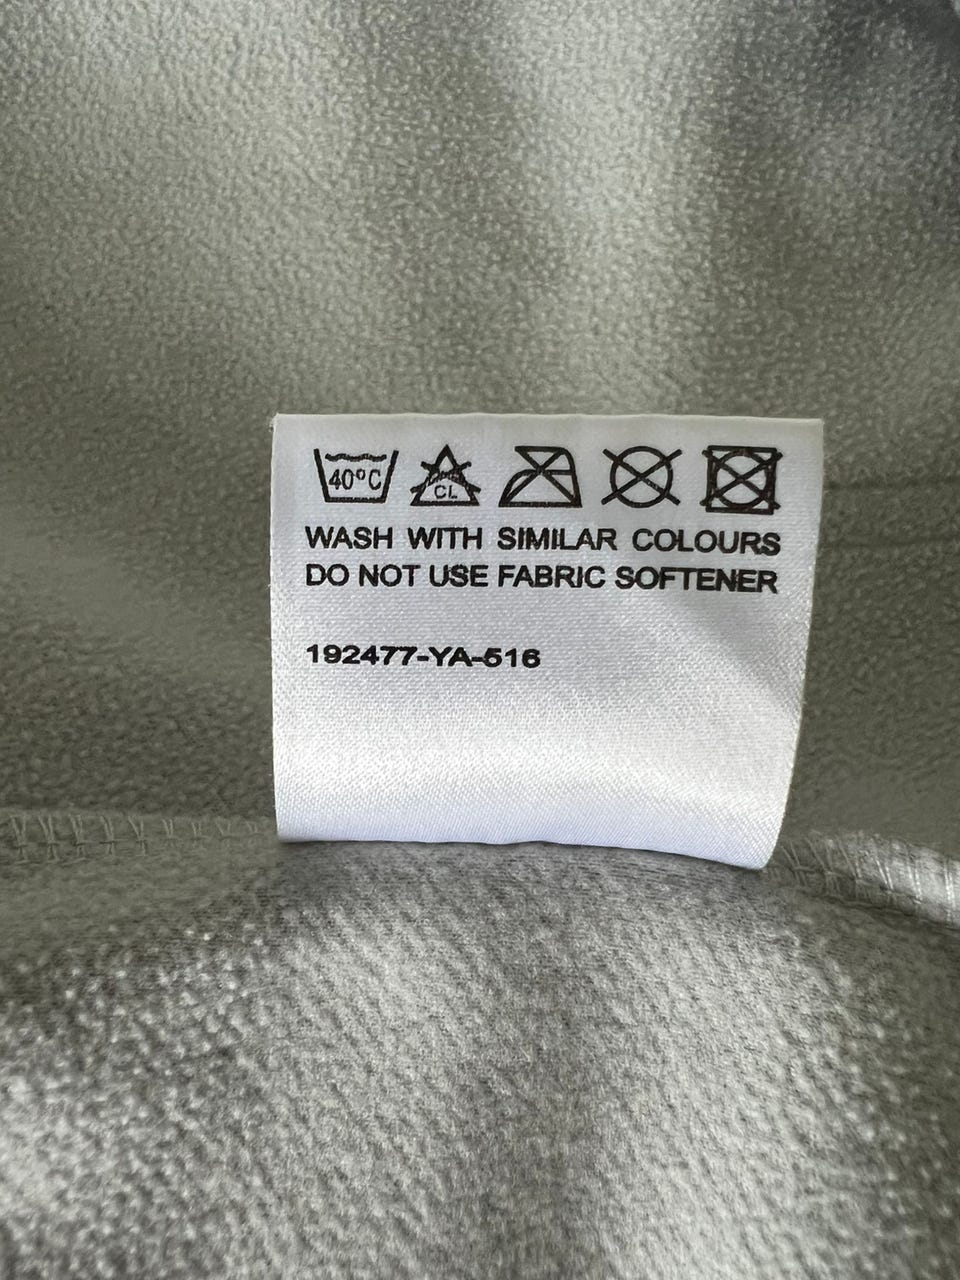 40°C CL
WASH WITH SIMILAR COLOURS
DO NOT USE FABRIC SOFTENER
192477-YA-516